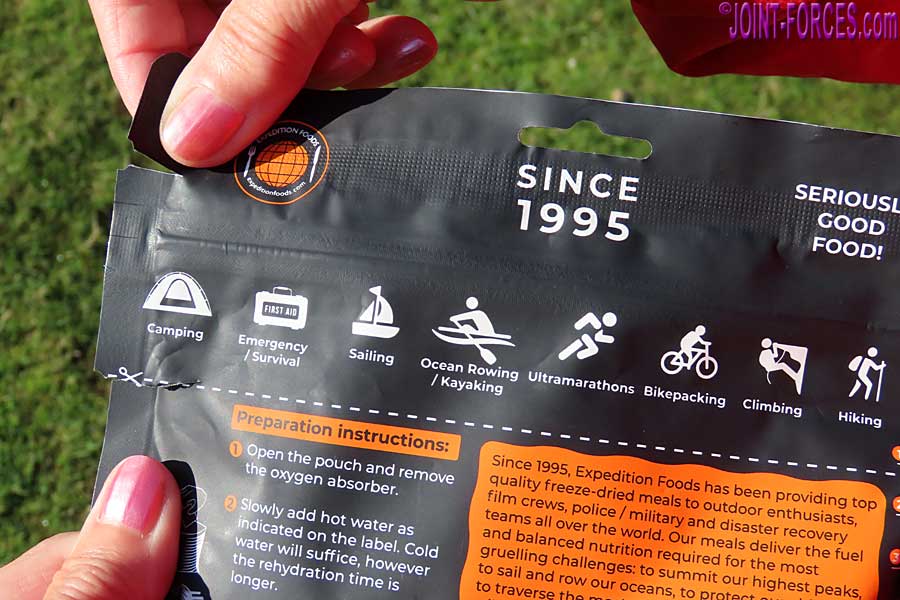 ©JOINT-FORCES.com
EXPEDITION FOODS
expeditionfoods.com
SINCE
1995
GOOD
FOOD!
Camping
FIRST AID
Emergency
/ Survival
Sailing
Ocean Rowing
/ Kayaking
Ultramarathons
Bikepacking
Climbing
Hiking
Preparation instructions:
1 Open the pouch and remove
the oxygen absorber.
2 Slowly add hot water as
indicated on the label. Cold
water will suffice, however
the rehydration time is
longer.
Since 1995, Expedition Foods has been providing top
quality freeze-dried meals to outdoor enthusiasts,
film crews, police / military and disaster recovery
teams all over the world. Our meals deliver the fuel
and balanced nutrition required for the most
gruelling challenges: to summit our highest peaks,
to sail and row our oceans, to protect our
to traverse the
1
2
3